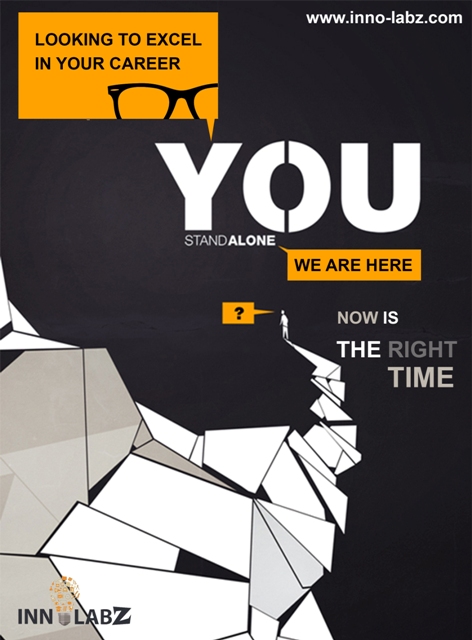 www.inno-labz.com
LOOKING TO EXCEL
IN YOUR CAREER
YOU
STANDALONE
WE ARE HERE
?
NOW IS
THE RIGHT
TIME
INNOLABZ